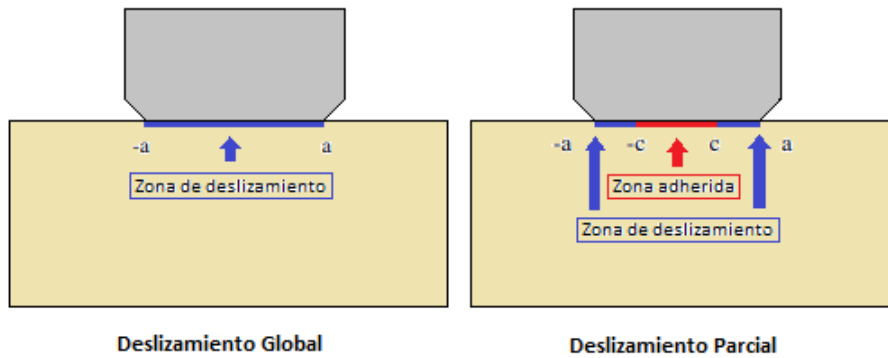 -a a
Zona de deslizamiento
Deslizamiento Global
-a -c c a
Zona adherida
Zona de deslizamiento
Deslizamiento Parcial